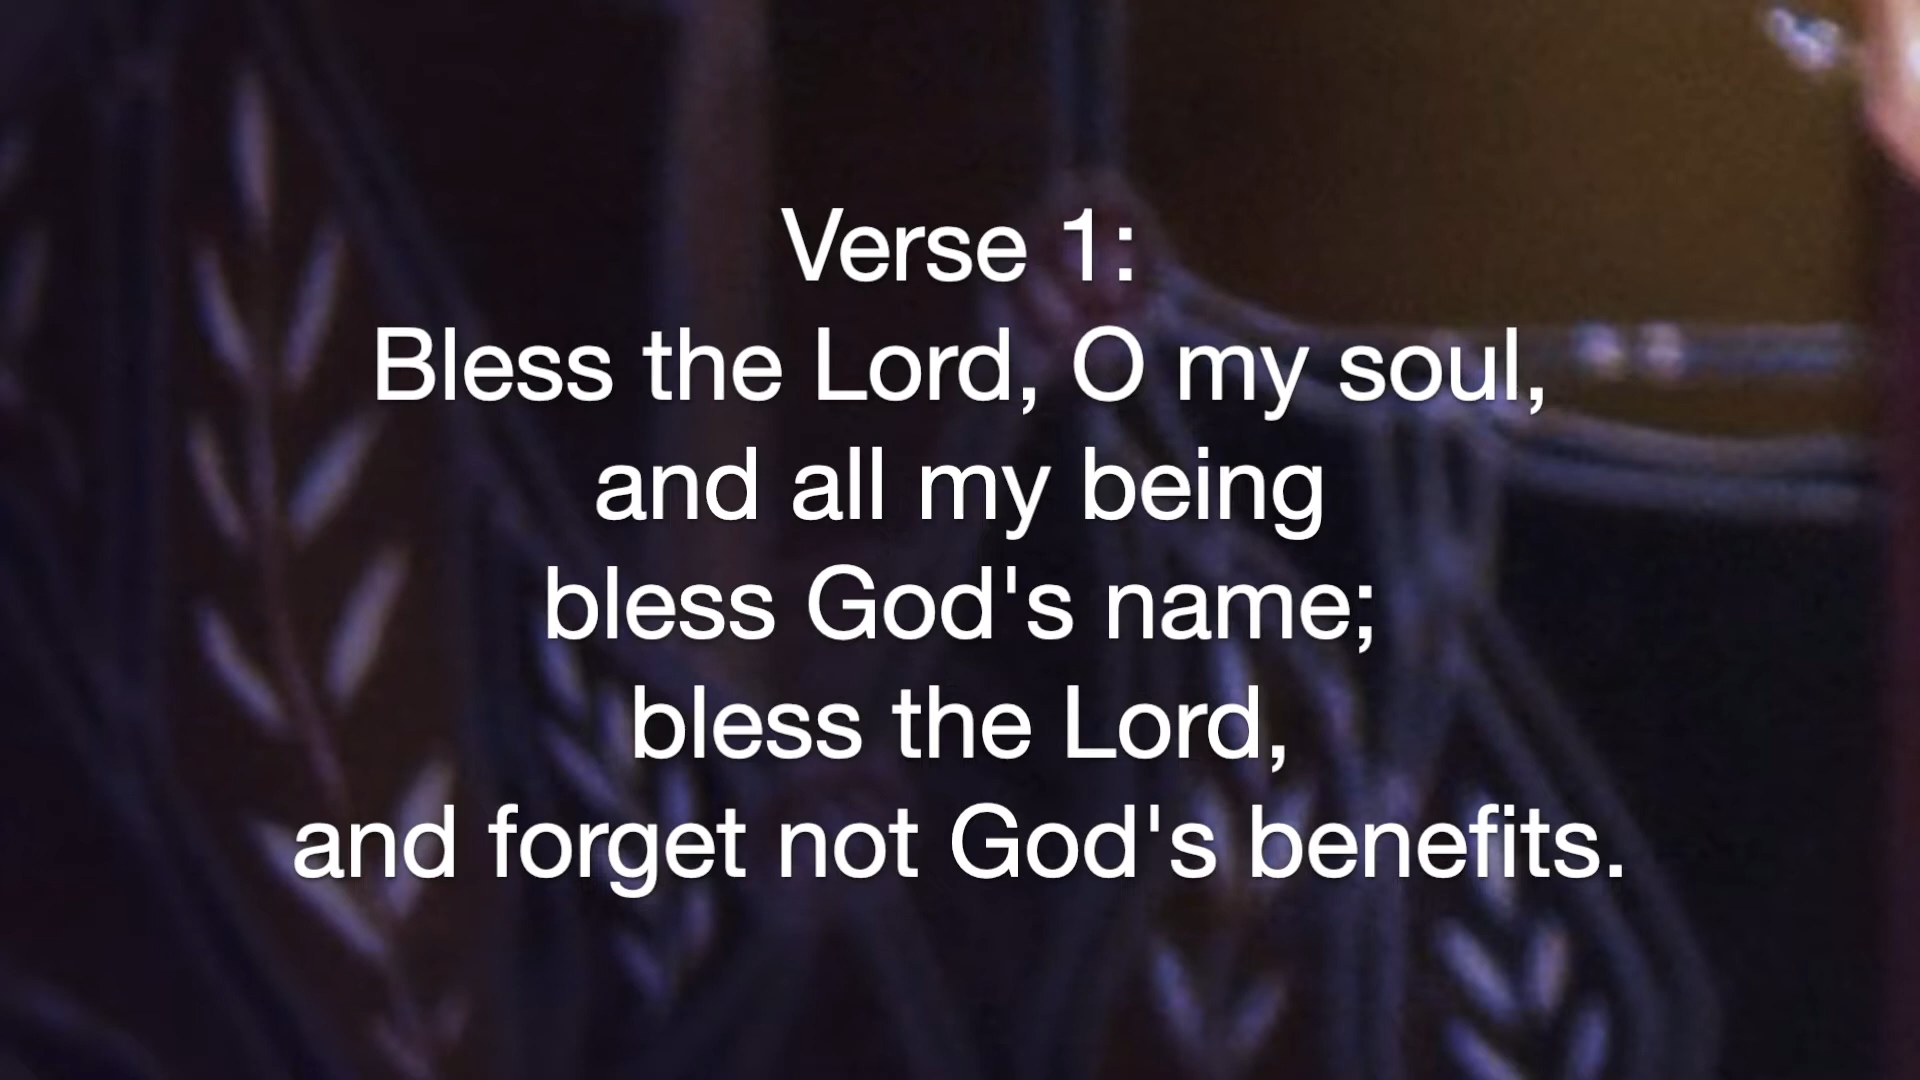 Verse 1:
Bless the Lord, O my soul,
and all my being
bless God's name;
bless the Lord,
and forget not God's benefits.